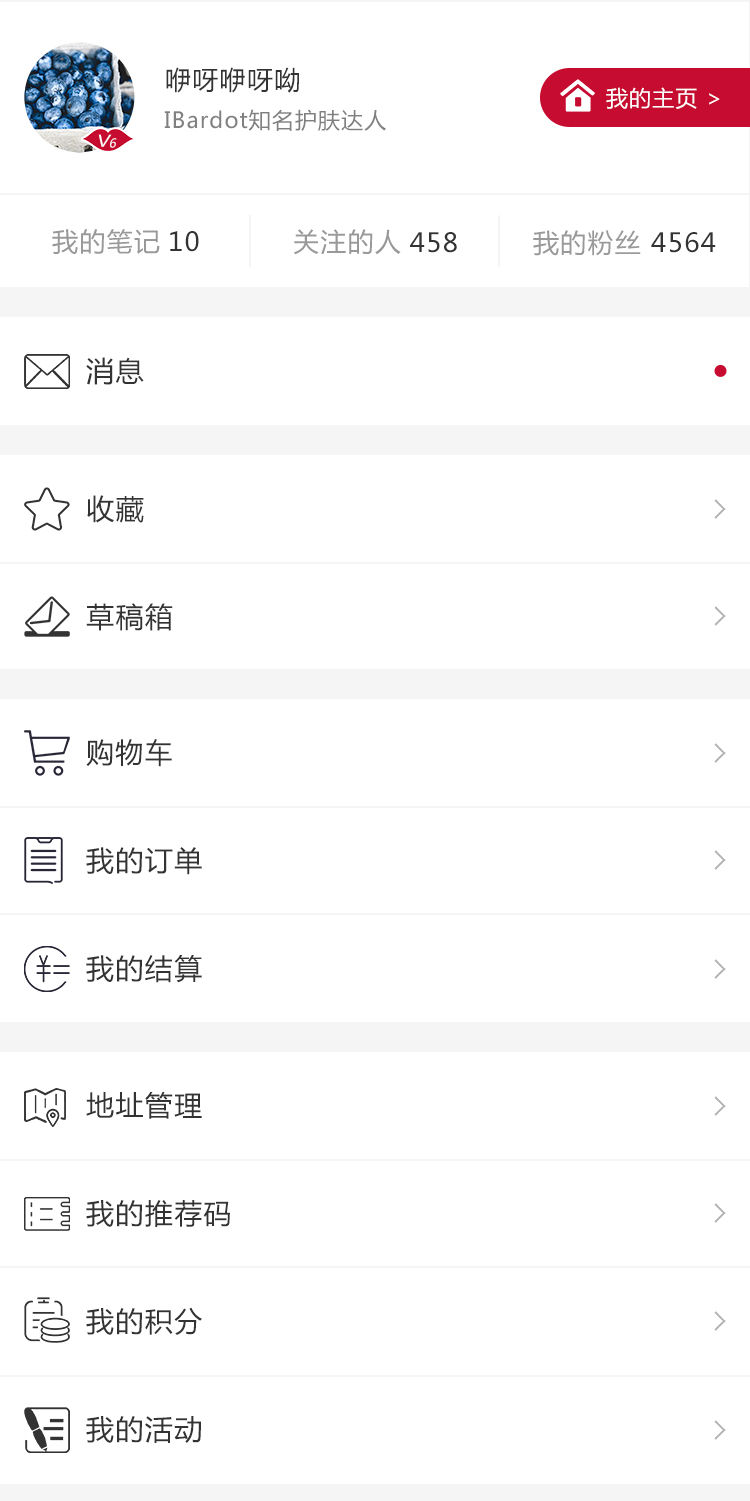 咿呀咿呀呦
IBardot知名护肤达人
V6
我的主页 >
我的笔记 10
关注的人 458
我的粉丝 4564
消息
收藏
草稿箱
购物车
我的订单
我的结算
地址管理
我的推荐码
我的积分
我的活动